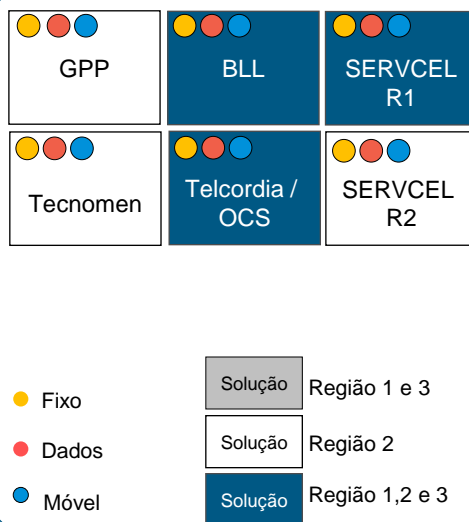 GPP
BLL
SERVCEL
R1
Tecnomen
Telcordia /
OCS
SERVCEL
R2
Fixo
Dados
Móvel
Solução
Região 1 e 3
Solução
Região 2
Solução
Região 1,2 e 3